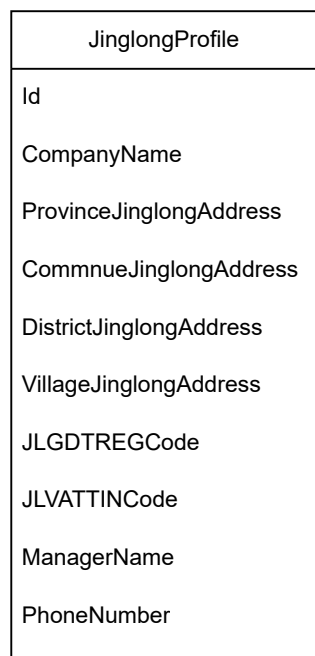 JinglongProfile
Id
CompanyName
ProvinceJinglongAddress
CommnueJinglongAddress
DistrictJinglongAddress
VillageJinglongAddress
JLGDTREGCode
JLVATTINCode
ManagerName
PhoneNumber